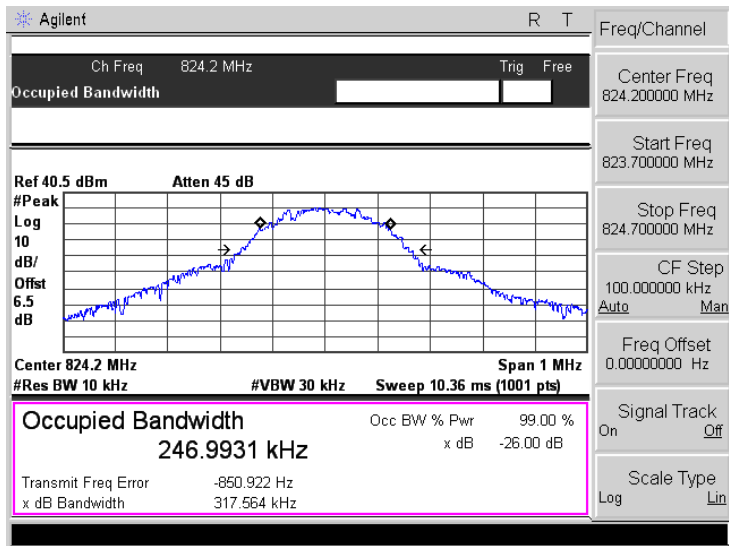 Agilent R T
Ch Freq 824.2 MHz Trig Free
Occupied Bandwidth
Ref 40.5 dBm Atten 45 dB
#Peak
Log
10
dB/
Offst
6.5
dB
Center 824.2 MHz Span 1 MHz
#Res BW 10 kHz #VBW 30 kHz Sweep 10.36 ms (1001 pts)
Occupied Bandwidth Occ BW % Pwr 99.00 %
246.9931 kHz x dB -26.00 dB
Transmit Freq Error -850.922 Hz
x dB Bandwidth 317.564 kHz
Freq/Channel
Center Freq
824.200000 MHz
Start Freq
823.700000 MHz
Stop Freq
824.700000 MHz
CF Step
100.000000 kHz
Auto Man
Freq Offset
0.00000000 Hz
Signal Track
On Off
Scale Type
Log Lin